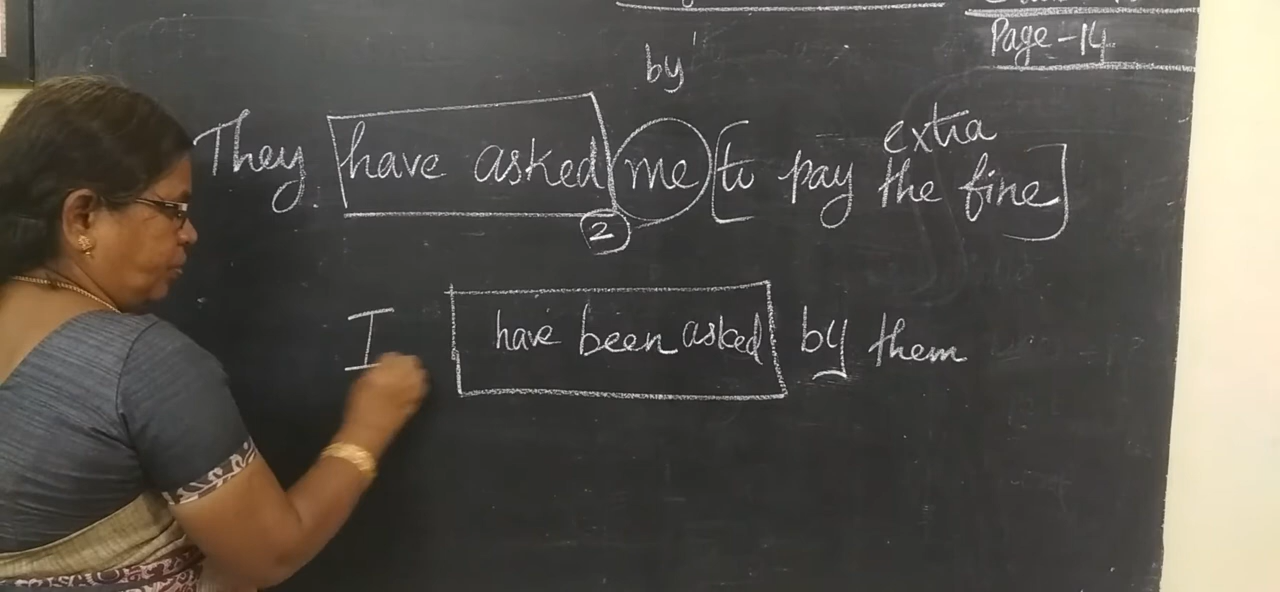 Page-14
by
They have asked me to pay the fine
extra
2
I have been asked by them